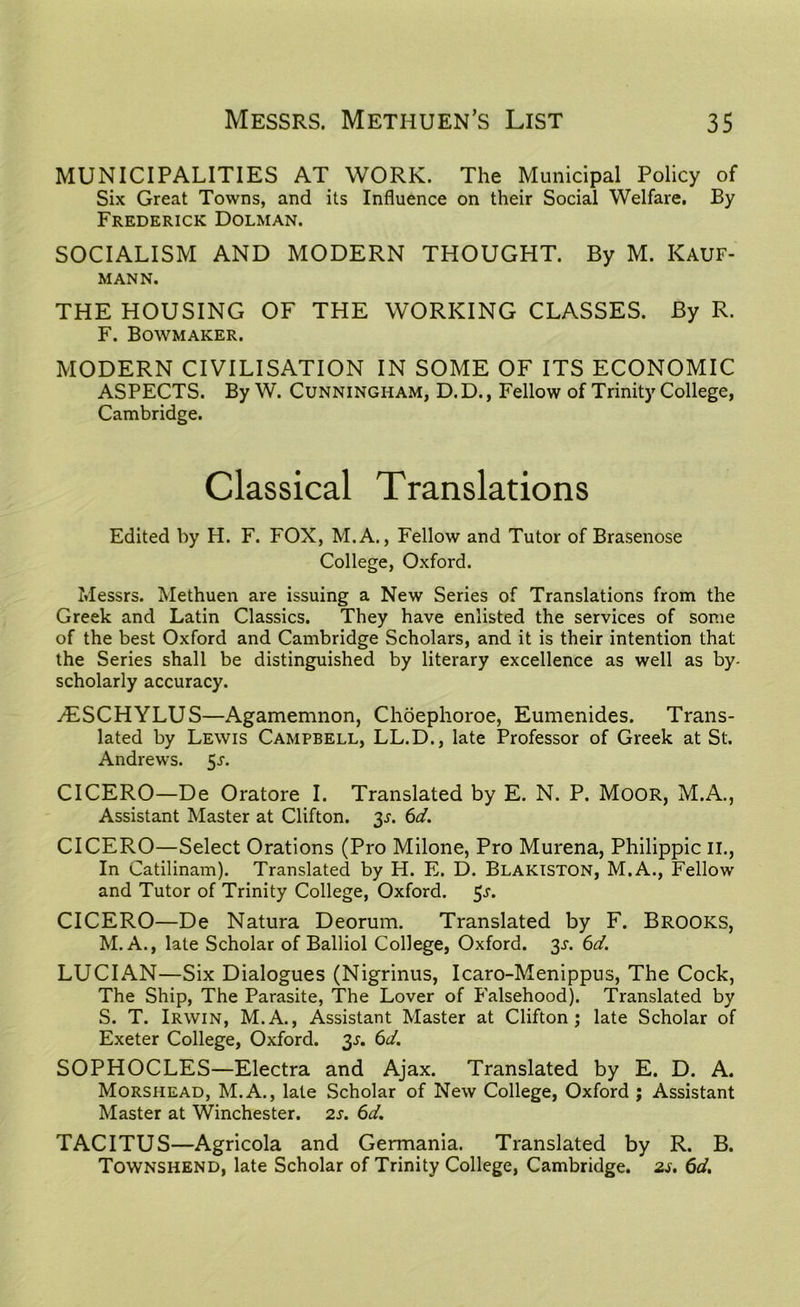 Messrs. Methuen's List 35
MUNICIPALITIES AT WORK. The Municipal Policy of
Six Great Towns, and its Influence on their Social Welfare. By
Frederick Dolman.
SOCIALISM AND MODERN THOUGHT. By M. Kauf-
mann.
THE HOUSING OF THE WORKING CLASSES. By R.
F. Bowmaker.
MODERN CIVILISATION IN SOME OF ITS ECONOMIC
ASPECTS. By W. Cunningham, D.D., Fellow of Trinity College,
Cambridge.
Classical Translations
Edited by H. F. FOX, M.A., Fellow and Tutor of Brasenose
College, Oxford.
Messrs. Methuen are issuing a New Series of Translations from the
Greek and Latin Classics. They have enlisted the services of some
of the best Oxford and Cambridge Scholars, and it is their intention that
the Series shall be distinguished by literary excellence as well as by-
scholarly accuracy.
ÆSCHYLUS—Agamemnon, Chöephoroe, Eumenides. Trans-
lated by Lewis Campbell, LL.D., late Professor of Greek at St.
Andrews. 5s.
CICERO—De Oratore I. Translated by E. N. P. Moor, M.A.,
Assistant Master at Clifton. 3s. 6d.
CICERO—Select Orations (Pro Milone, Pro Murena, Philippic II.,
In Catilinam). Translated by H. E. D. Blakiston, M.A., Fellow
and Tutor of Trinity College, Oxford. 5s.
CICERO—De Natura Deorum. Translated by F. Brooks,
M.A., late Scholar of Balliol College, Oxford. 3s. 6d.
LUCIAN—Six Dialogues (Nigrinus, Icaro-Menippus, The Cock,
The Ship, The Parasite, The Lover of Falsehood). Translated by
S. T. Irwin, M.A., Assistant Master at Clifton; late Scholar of
Exeter College, Oxford. 3s. 6d.
SOPHOCLES—Electra and Ajax. Translated by E. D. A.
Morshead, M.A., late Scholar of New College, Oxford; Assistant
Master at Winchester. 2s. 6d.
TACITUS—Agricola and Germania. Translated by R. B.
Townshend, late Scholar of Trinity College, Cambridge. 2s. 6d.